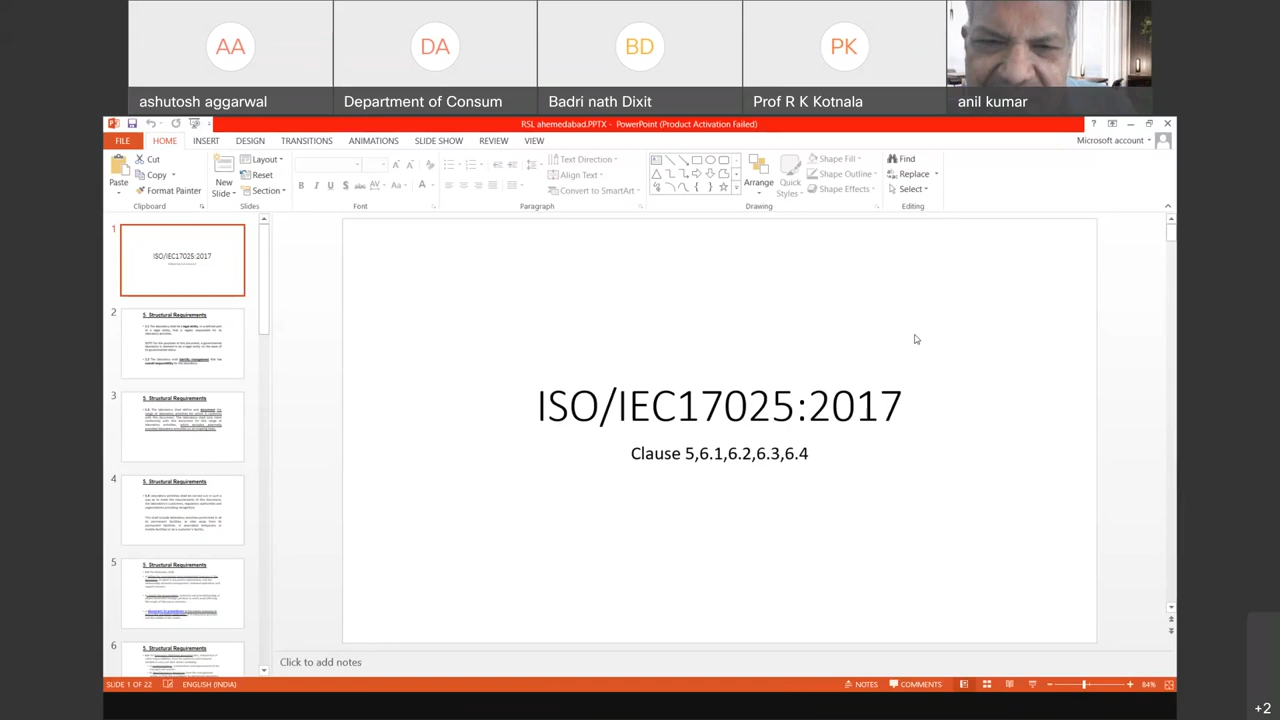 AA
DA
BD
PK
ashutosh aggarwal
Department of Consum
Badri nath Dixit
Prof R K Kotnala
anil kumar
RSL ahemedabad.PPTX - PowerPoint (Product Activation Failed)
FILE
HOME
INSERT
DESIGN
TRANSITIONS
ANIMATIONS
SLIDE SHOW
REVIEW
VIEW
Microsoft account
Paste
Cut
Copy
Format Painter
Clipboard
New Slide
Layout
Reset
Section
Slides
Font
Text Direction
Align Text
Convert to SmartArt
Paragraph
Arrange
Quick Styles
Shape Fill
Shape Outline
Shape Effects
Drawing
Find
Replace
Select
Editing
1
ISO/IEC17025:2017
2
5. Structural Requirements
3
5. Structural Requirements
4
5. Structural Requirements
5
5. Structural Requirements
6
5. Structural Requirements
ISO/IEC17025:2017
Clause 5,6.1,6.2,6.3,6.4
Click to add notes
SLIDE 1 OF 22
ENGLISH (INDIA)
NOTES
COMMENTS
84%
+2